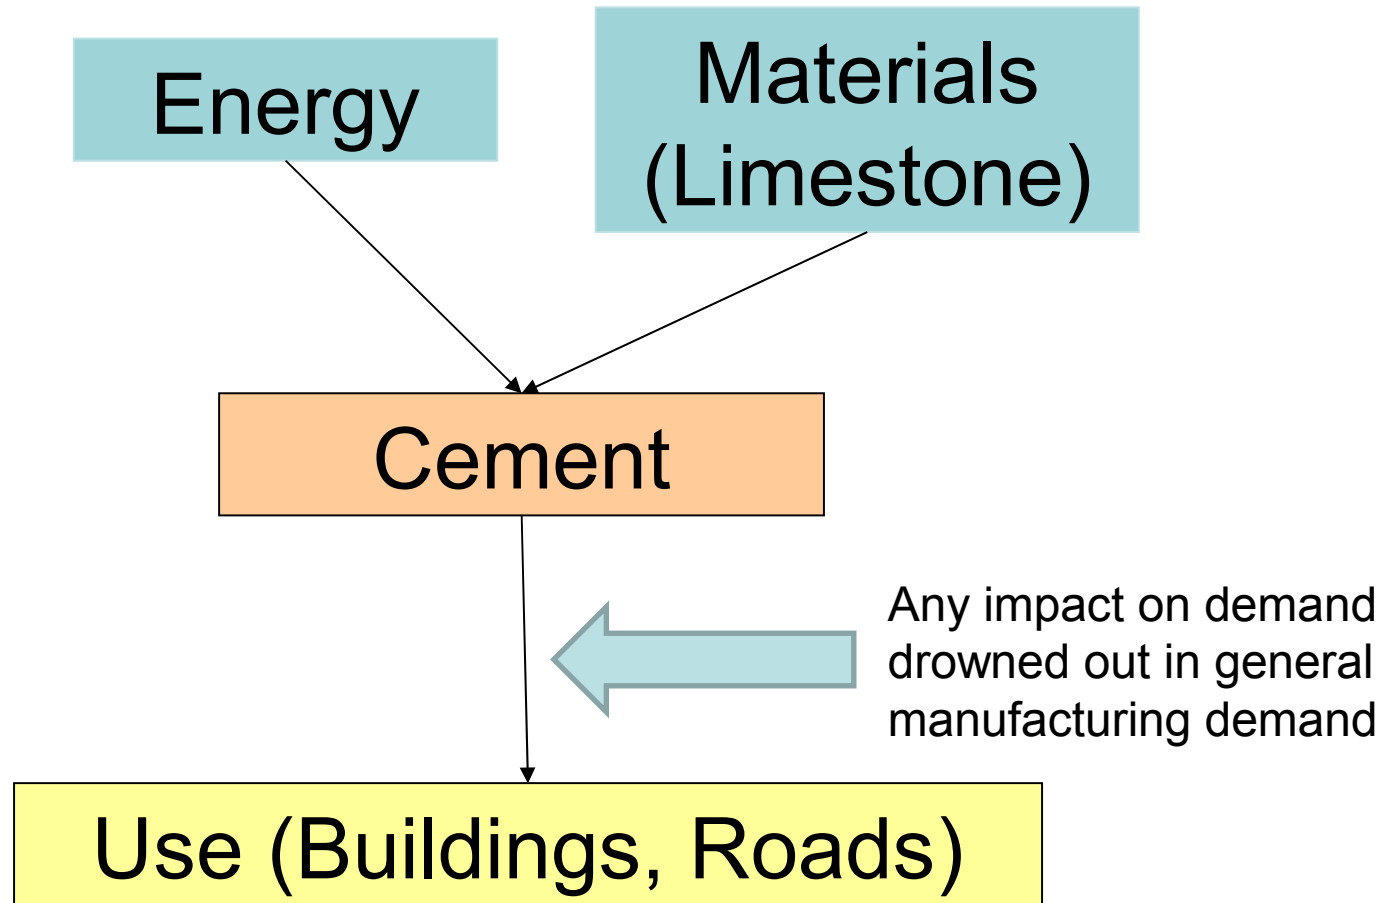 Energy
Materials
(Limestone)
Cement
Any impact on demand
drowned out in general
manufacturing demand
Use (Buildings, Roads)